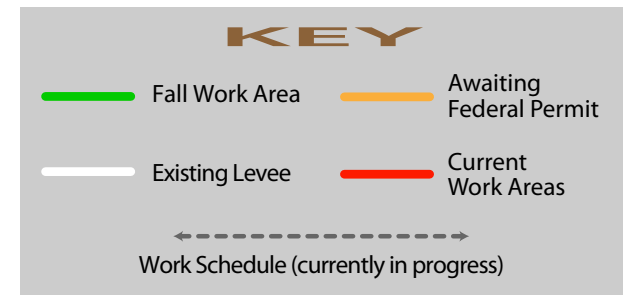 KEY
Fall Work Area
Awaiting
Federal Permit
Existing Levee
Current
Work Areas
Work Schedule (currently in progress)